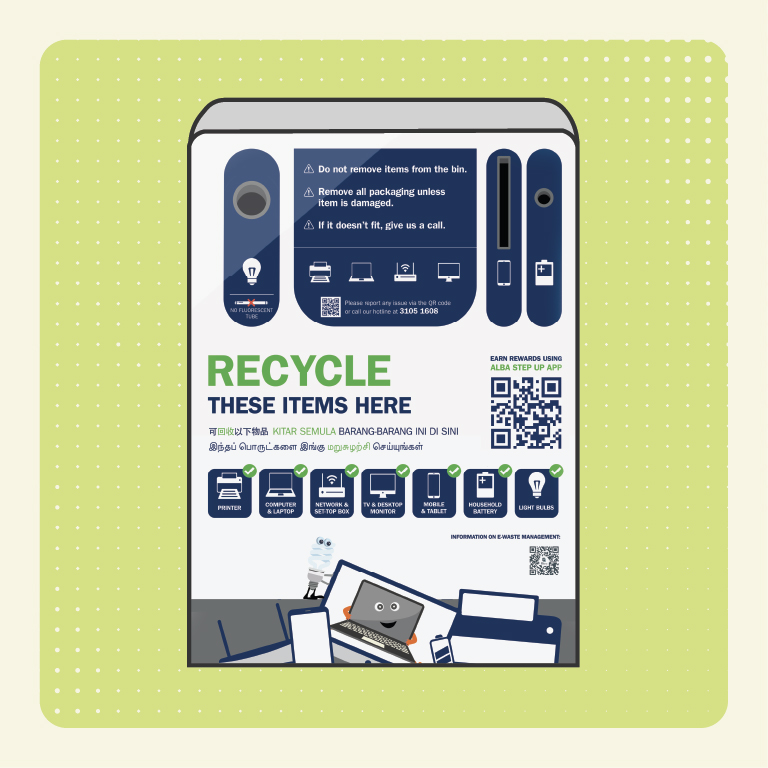 Do not remove items from the bin.
Remove all packaging unless
item is damaged.
If it doesn't fit, give us a call.
NO FLUORESCENT
TUBE
Please report any issue via the QR code
or call our hotline at 3105 1608
RECYCLE
THESE ITEMS HERE
可回收以下物品 KITAR SEMULA BARANG-BARANG INI DI SINI
இந்தப் பொருட்களை இங்கு மறுசுழற்சி செய்யுங்கள்
EARN REWARDS USING
ALBA STEP UP APP
PRINTER
COMPUTER
& LAPTOP
NETWORK &
SET-TOP BOX
TV & DESKTOP
MONITOR
MOBILE
& TABLET
HOUSEHOLD
BATTERY
LIGHT BULBS
INFORMATION ON E-WASTE MANAGEMENT: